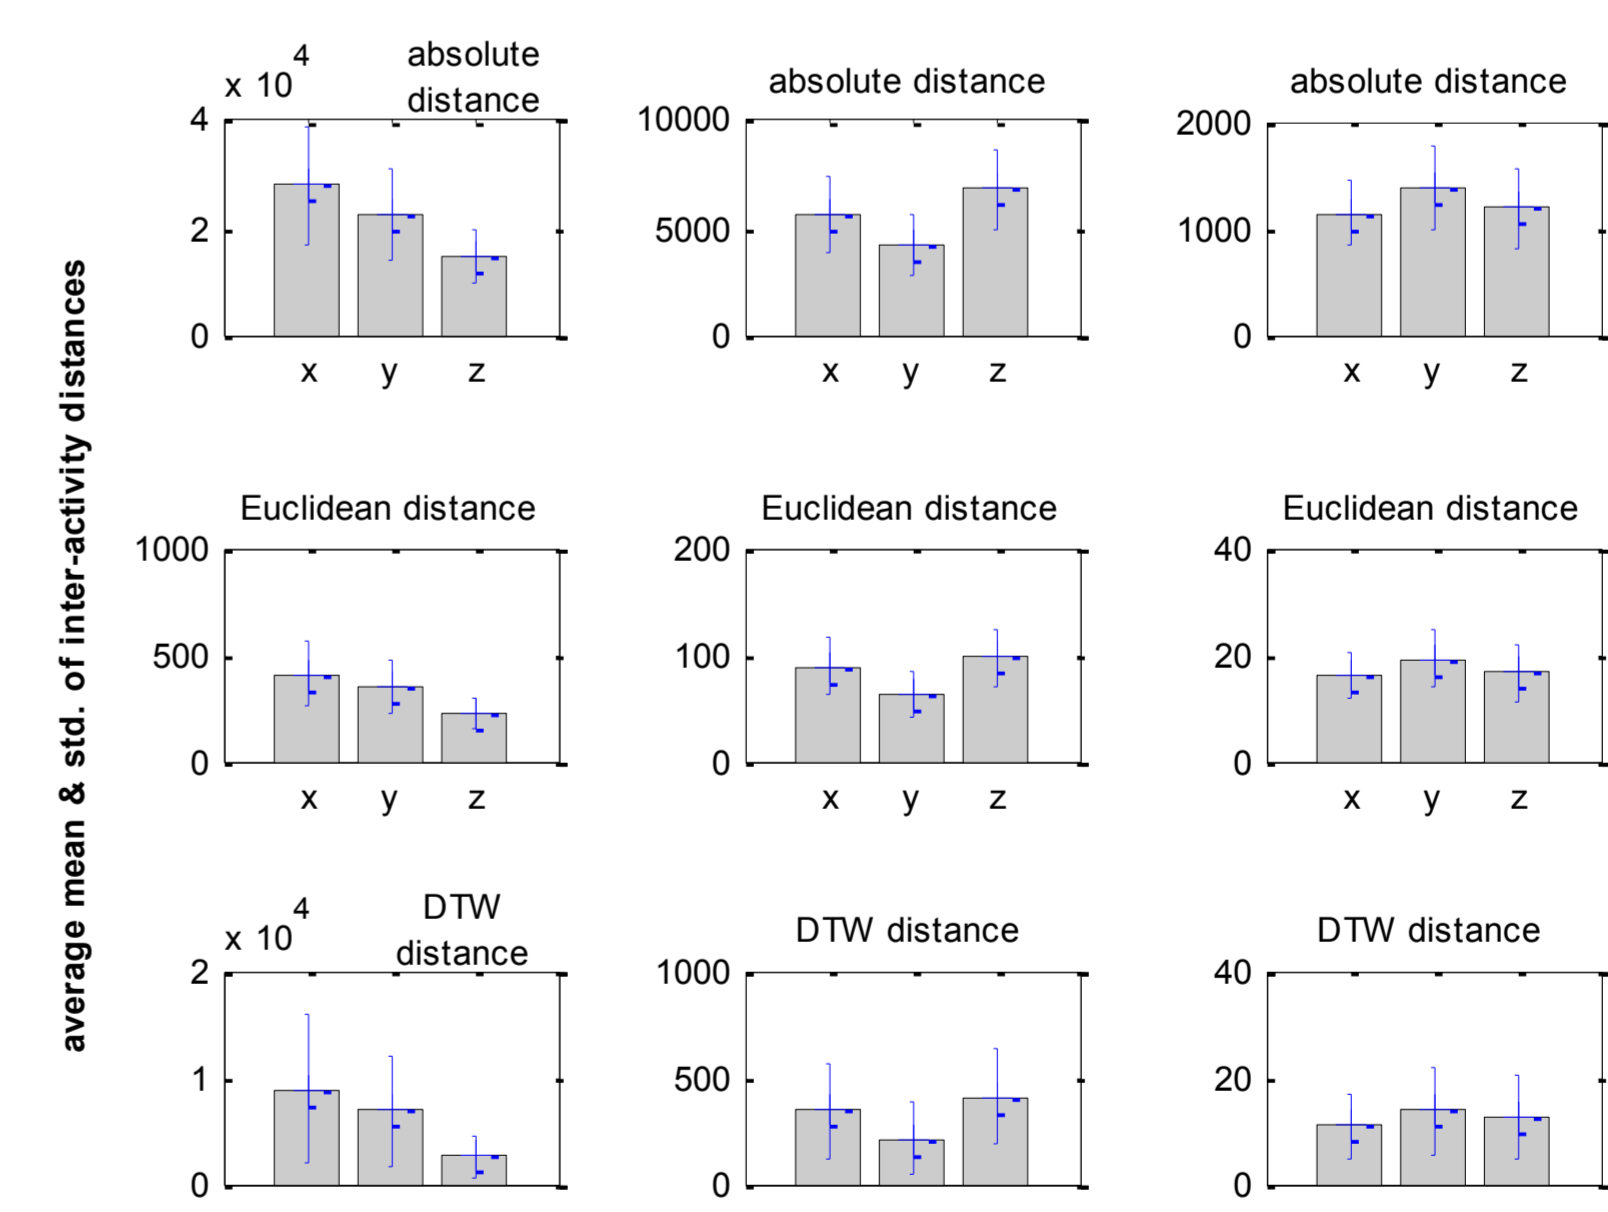 average mean & std. of inter-activity distances
x 10 4
absolute
distance
4
2
0
x y z
absolute distance
10000
5000
0
x y z
absolute distance
2000
1000
0
x y z
Euclidean distance
1000
500
0
x y z
Euclidean distance
200
100
0
x y z
Euclidean distance
40
20
0
x y z
x 10 4
DTW
distance
2
1
0
DTW distance
1000
500
0
DTW distance
40
20
0